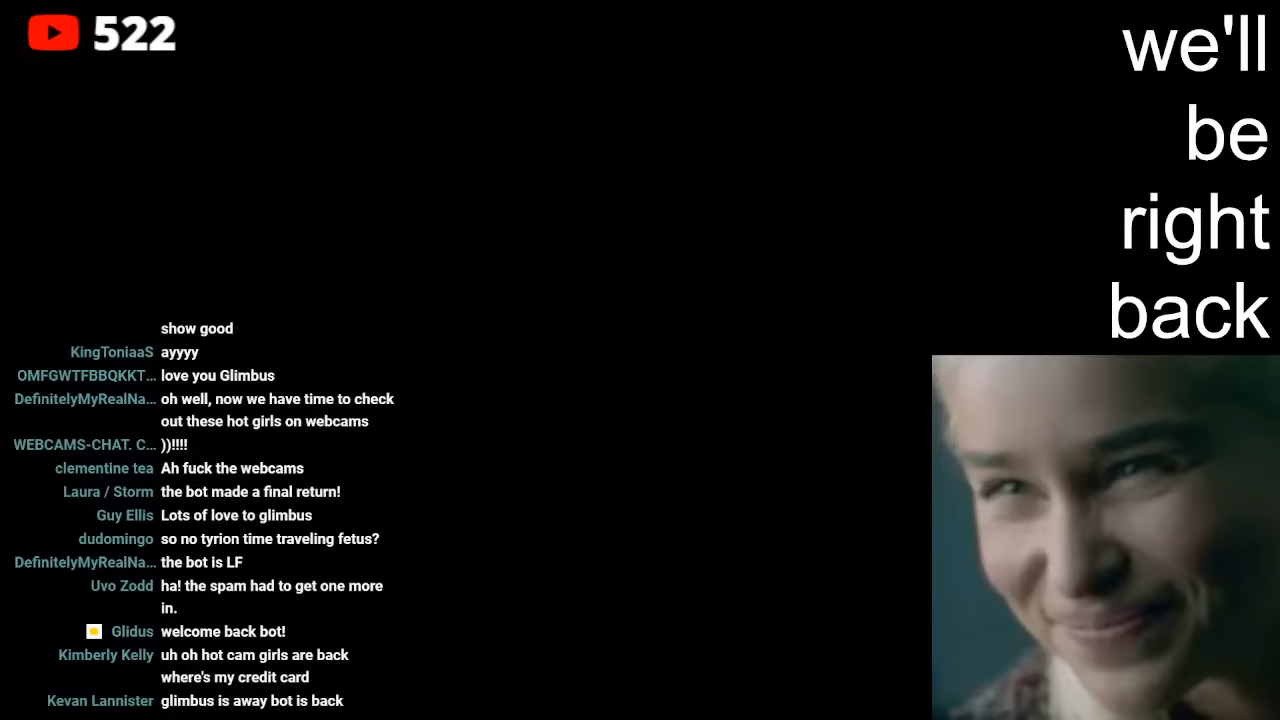 522
we'll
be
right
back
show good
KingToniaaS ayyyy
OMFGWTFBBQKKT... love you Glimbus
DefinitelyMyRealNa... oh well, now we have time to check
out these hot girls on webcams
WEBCAMS-CHAT. C... ))!!!!
clementine tea Ah fuck the webcams
Laura / Storm the bot made a final return!
Guy Ellis Lots of love to glimbus
dudomingo so no tyrion time traveling fetus?
DefinitelyMyRealNa... the bot is LF
Uvo Zodd ha! the spam had to get one more
in.
Glidus welcome back bot!
Kimberly Kelly uh oh hot cam girls are back
where's my credit card
Kevan Lannister glimbus is away bot is back